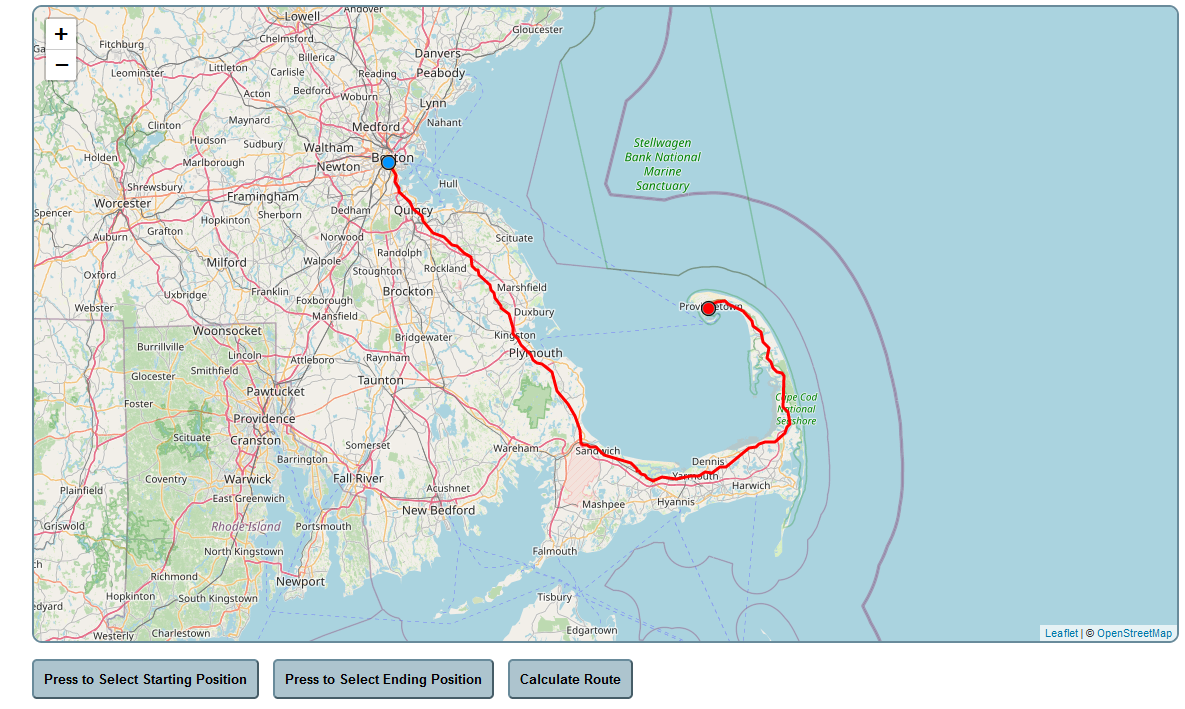 Lowell
Andover
Gloucester
Fitchburg
Chelmsford
Danvers
Billerica
Leominster
Littleton
Carlisle
Reading
Peabody
Acton
Bedford
Woburn
Lynn
Maynard
Nahant
Clinton
Medford
Hudson
Sudbury
Waltham
Stellwagen
Bank National
Marine
Sanctuary
Holden
Marlborough
Newton
Shrewsbury
Hull
Worcester
Framingham
Spencer
Hopkinton
Sherborn
Dedham
Quincy
Auburn
Grafton
Norwood
Scituate
Milford
Walpole
Randolph
Oxford
Stoughton
Rockland
Uxbridge
Franklin
Foxborough
Brockton
Marshfield
Webster
Mansfield
Duxbury
Woonsocket
Bridgewater
Kingston
Burrillville
Lincoln
Attleboro
Raynham
Plymouth
Glocester
Smithfield
Taunton
Foster
Pawtucket
Cape Cod
National
Seashore
Providence
Scituate
Cranston
Somerset
Wareham
Sandwich
Barrington
Dennis
Coventry
Warwick
Fall River
Yarmouth
Plainfield
East Greenwich
Acushnet
Harwich
Griswold
Rhode Island
Portsmouth
New Bedford
Mashpee
Hyannis
North Kingstown
Falmouth
Richmond
Newport
Hopkinton
South Kingstown
Tisbury
Westerly
Charlestown
Edgartown
+
−
Leaflet | © OpenStreetMap
Press to Select Starting Position
Press to Select Ending Position
Calculate Route